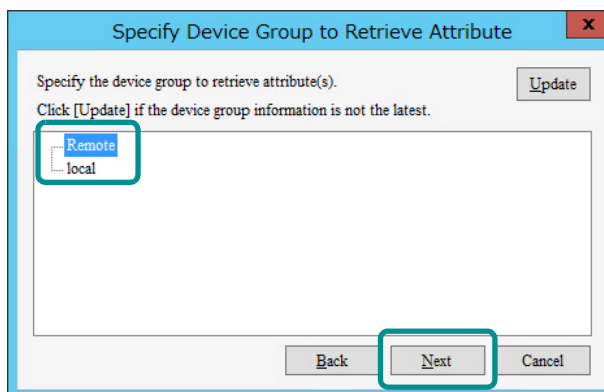 Specify Device Group to Retrieve Attribute
x
Specify the device group to retrieve attribute(s).
Update
Click [Update] if the device group information is not the latest.
Remote
local
Back Next Cancel